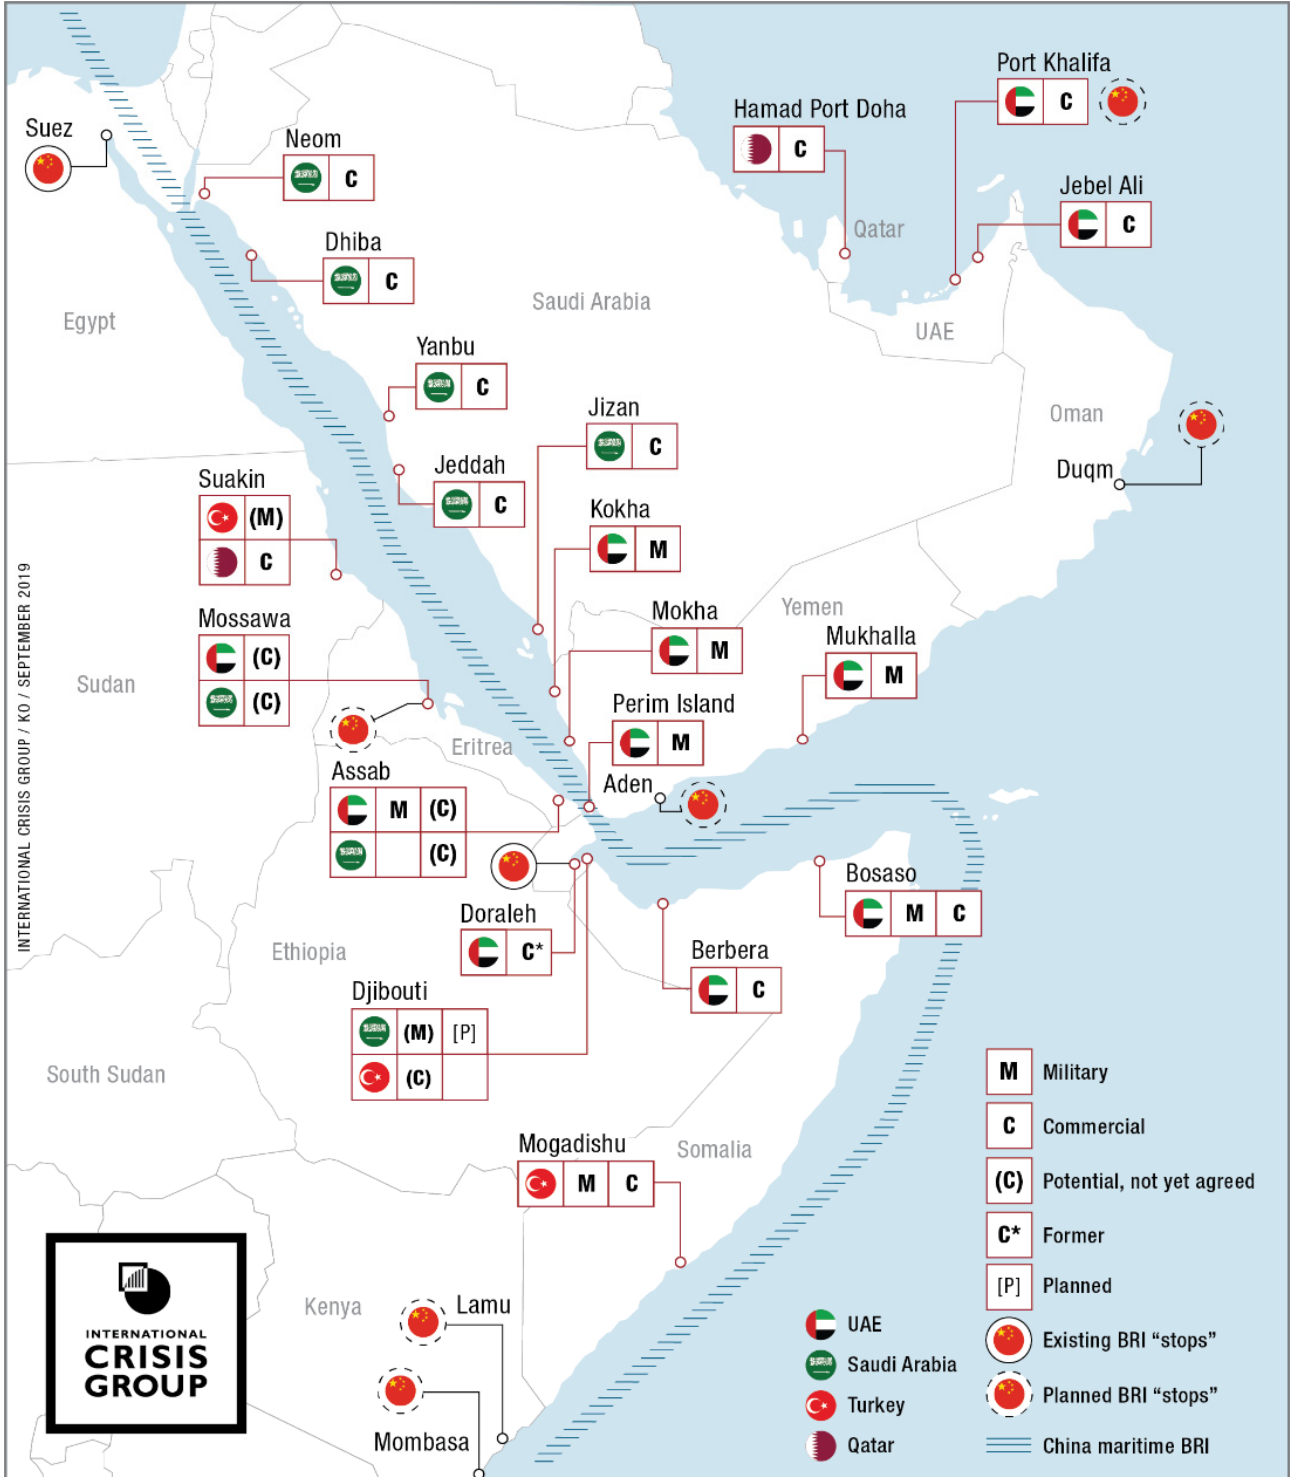 Port Khalifa
C
Hamad Port Doha
C
Suez
Neom
C
Jebel Ali
C
Qatar
Dhiba
C
Saudi Arabia
Egypt
UAE
Yanbu
C
Jizan
C
Oman
Duqm
Jeddah
C
Suakin
(M)
C
Kokha
M
Mossawa
(C)
(C)
Mokha
M
Yemen
Mukhalla
M
Sudan
Perim Island
M
Eritrea
Assab
M (C)
(C)
Aden
Bosaso
M C
Doraleh
C*
Ethiopia
Berbera
C
Djibouti
(M) [P]
(C)
South Sudan
Mogadishu
M C
Somalia
Kenya
Lamu
Mombasa
M Military
C Commercial
(C) Potential, not yet agreed
C* Former
[P] Planned
Existing BRI “stops”
Planned BRI “stops”
China maritime BRI
UAE
Saudi Arabia
Turkey
Qatar
INTERNATIONAL
CRISIS
GROUP
INTERNATIONAL CRISIS GROUP / KO / SEPTEMBER 2019